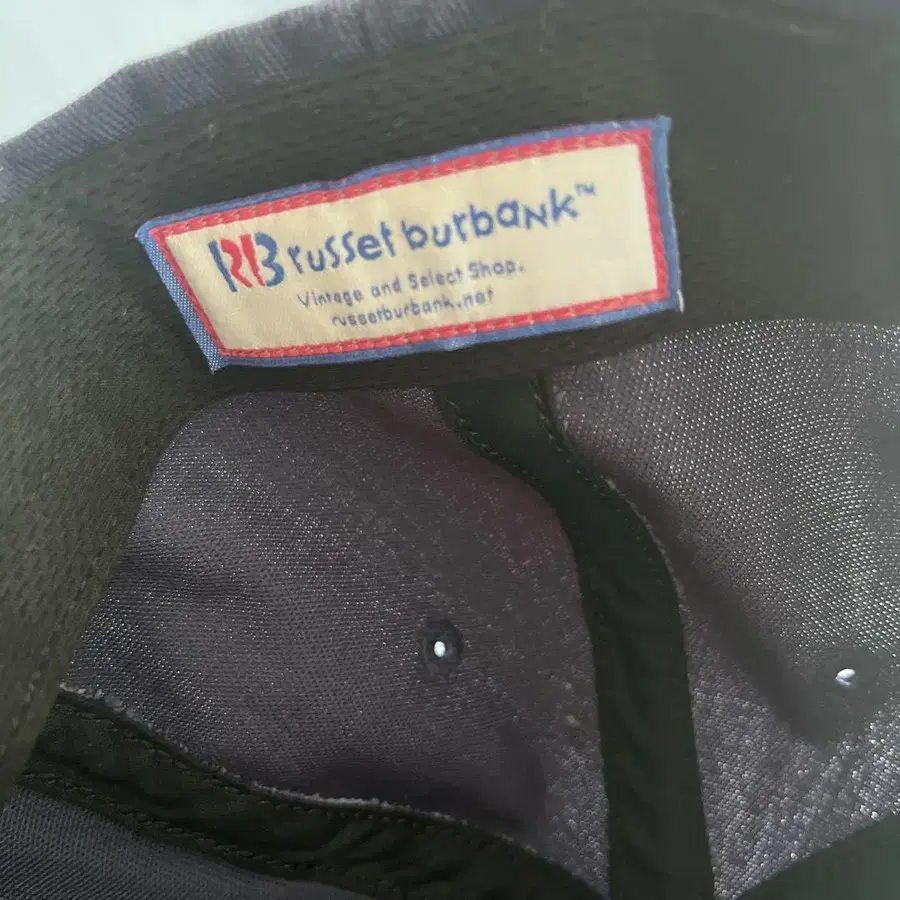 RB russet burbank™
Vintage and Select Shop.
russetburbank.net